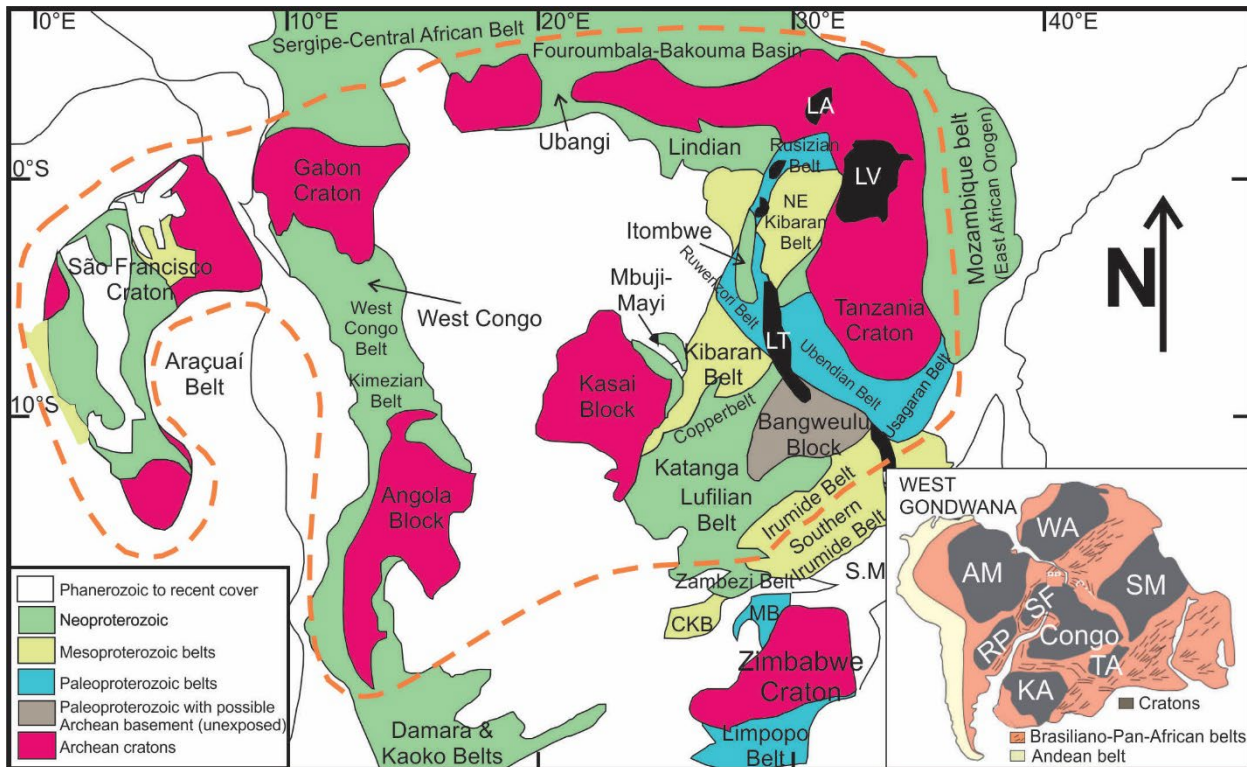 0°E
10°E
20°E
30°E
40°E
Sergipe-Central African Belt
Fouroumbala-Bakouma Basin
LA
Ubangi
Lindian
Rusizian
Belt
LV
Mozambique belt
(East African Orogen)
0°S
Gabon
Craton
NE
Kibaran
Belt
Itombwe
N
São Francisco
Craton
Ruwenzori Belt
Mbuji-
Mayi
West Congo
West
Congo
Belt
Tanzania
Craton
LT
Araçuaí
Belt
Kibaran
Belt
Ubendian Belt
Usagaran Belt
Kimezian
Belt
Kasai
Block
10°S
Copperbelt
Bangweulu
Block
Katanga
Lufilian
Belt
Angola
Block
Irumide Belt
Southern
Irumide Belt
Zambezi Belt
S.M
CKB
MB
Zimbabwe
Craton
Damara &
Kaoko Belts
Limpopo
Belt
Phanerozoic to recent cover
Neoproterozoic
Mesoproterozoic belts
Paleoproterozoic belts
Paleoproterozoic with possible
Archean basement (unexposed)
Archean cratons
WEST
GONDWANA
WA
AM
SM
SF
Congo
RP
TA
KA
Cratons
Brasiliano-Pan-African belts
Andean belt